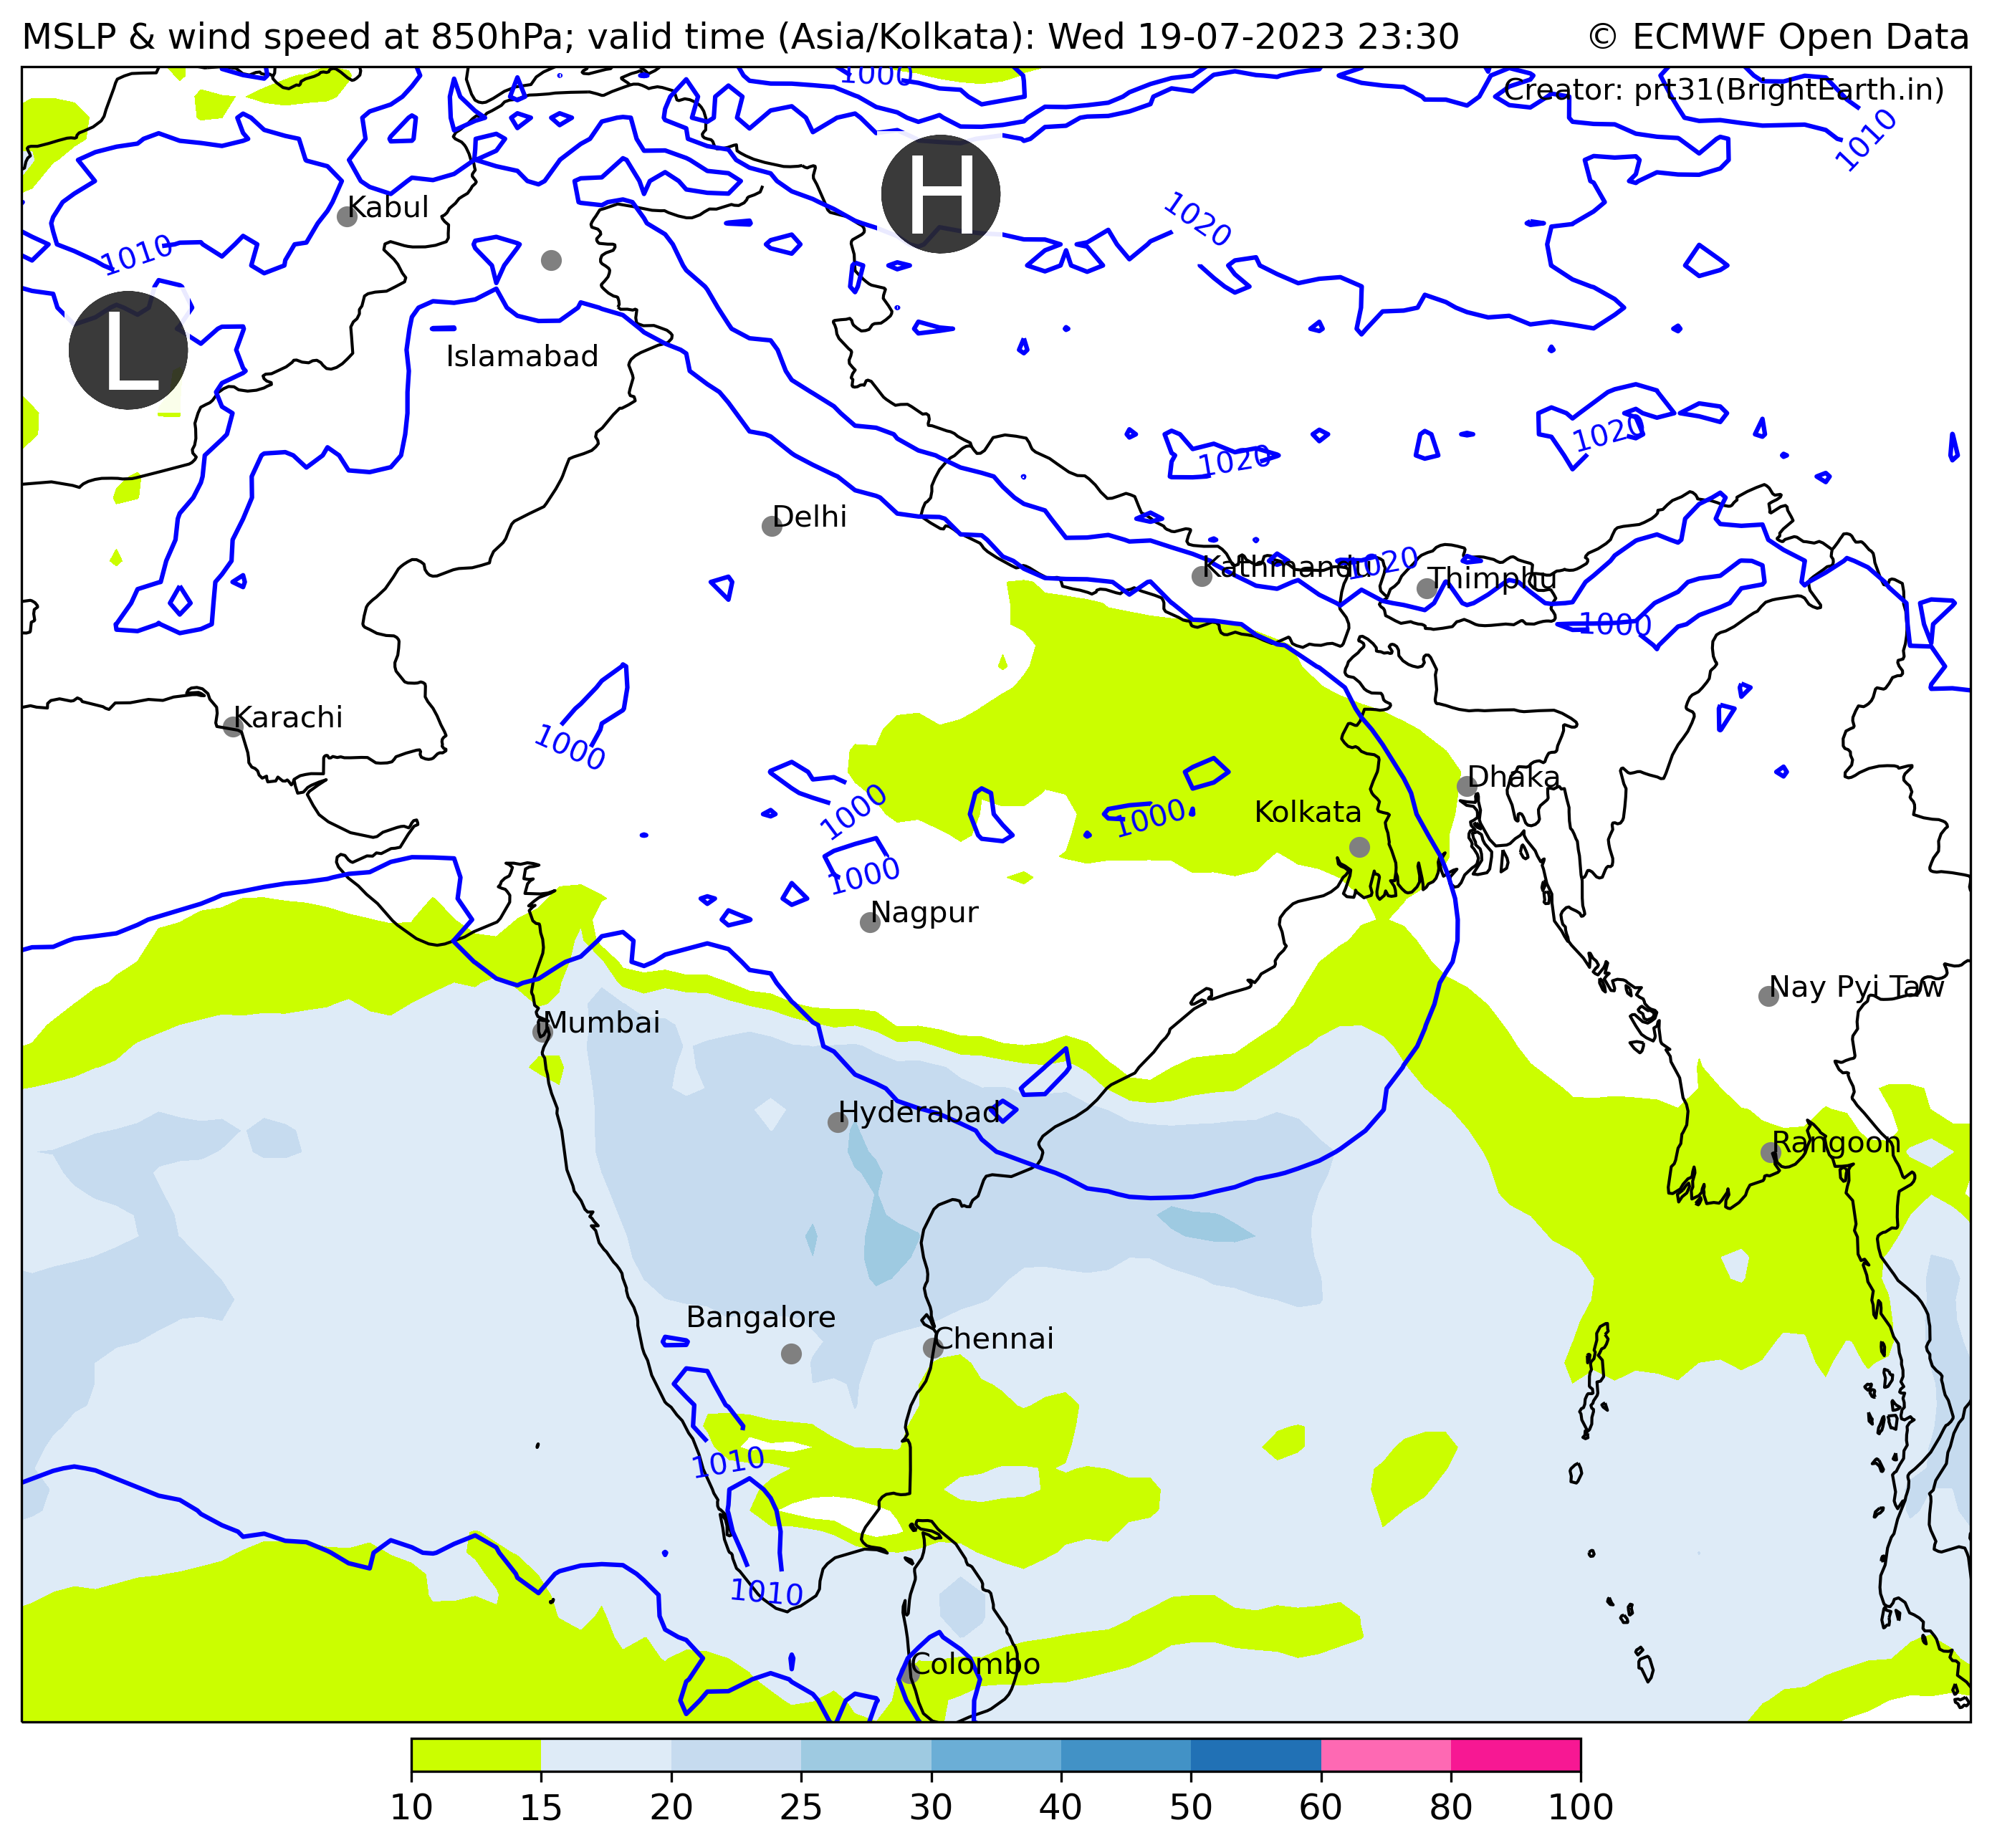 MSLP & wind speed at 850hPa; valid time (Asia/Kolkata): Wed 19-07-2023 23:30
© ECMWF Open Data
1000
Creator: prt31(BrightEarth.in)
1010
H
Kabul
1020
1010
L
Islamabad
1020
1020
Delhi
Kathmandu
1020
Thimphu
1000
Karachi
1000
Dhaka
1000
1000
Kolkata
1000
Nagpur
Nay Pyi Taw
Mumbai
Hyderabad
Rangoon
Bangalore
Chennai
1010
1010
Colombo
10 15 20 25 30 40 50 60 80 100